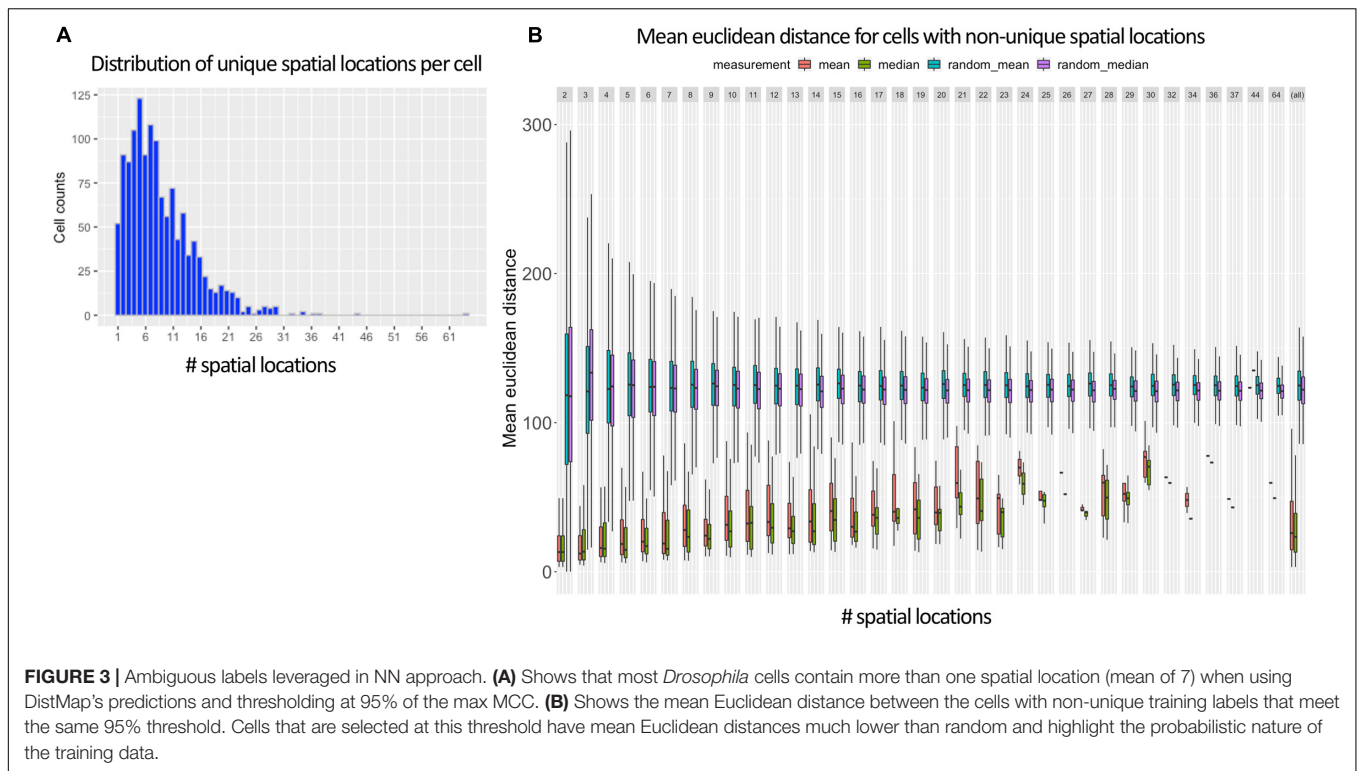 A
Distribution of unique spatial locations per cell
125
100
75
50
25
0
Cell counts
1 6 11 16 21 26 31 36 41 46 51 56 61
# spatial locations
B
Mean euclidean distance for cells with non-unique spatial locations
measurement mean median random_mean random_median
2 3 4 5 6 7 8 9 10 11 12 13 14 15 16 17 18 19 20 21 22 23 24 25 26 27 28 29 30 32 34 36 37 44 64 (all)
300
200
100
0
Mean euclidean distance
# spatial locations
FIGURE 3 | Ambiguous labels leveraged in NN approach. (A) Shows that most Drosophila cells contain more than one spatial location (mean of 7) when using
DistMap's predictions and thresholding at 95% of the max MCC. (B) Shows the mean Euclidean distance between the cells with non-unique training labels that meet
the same 95% threshold. Cells that are selected at this threshold have mean Euclidean distances much lower than random and highlight the probabilistic nature of
the training data.